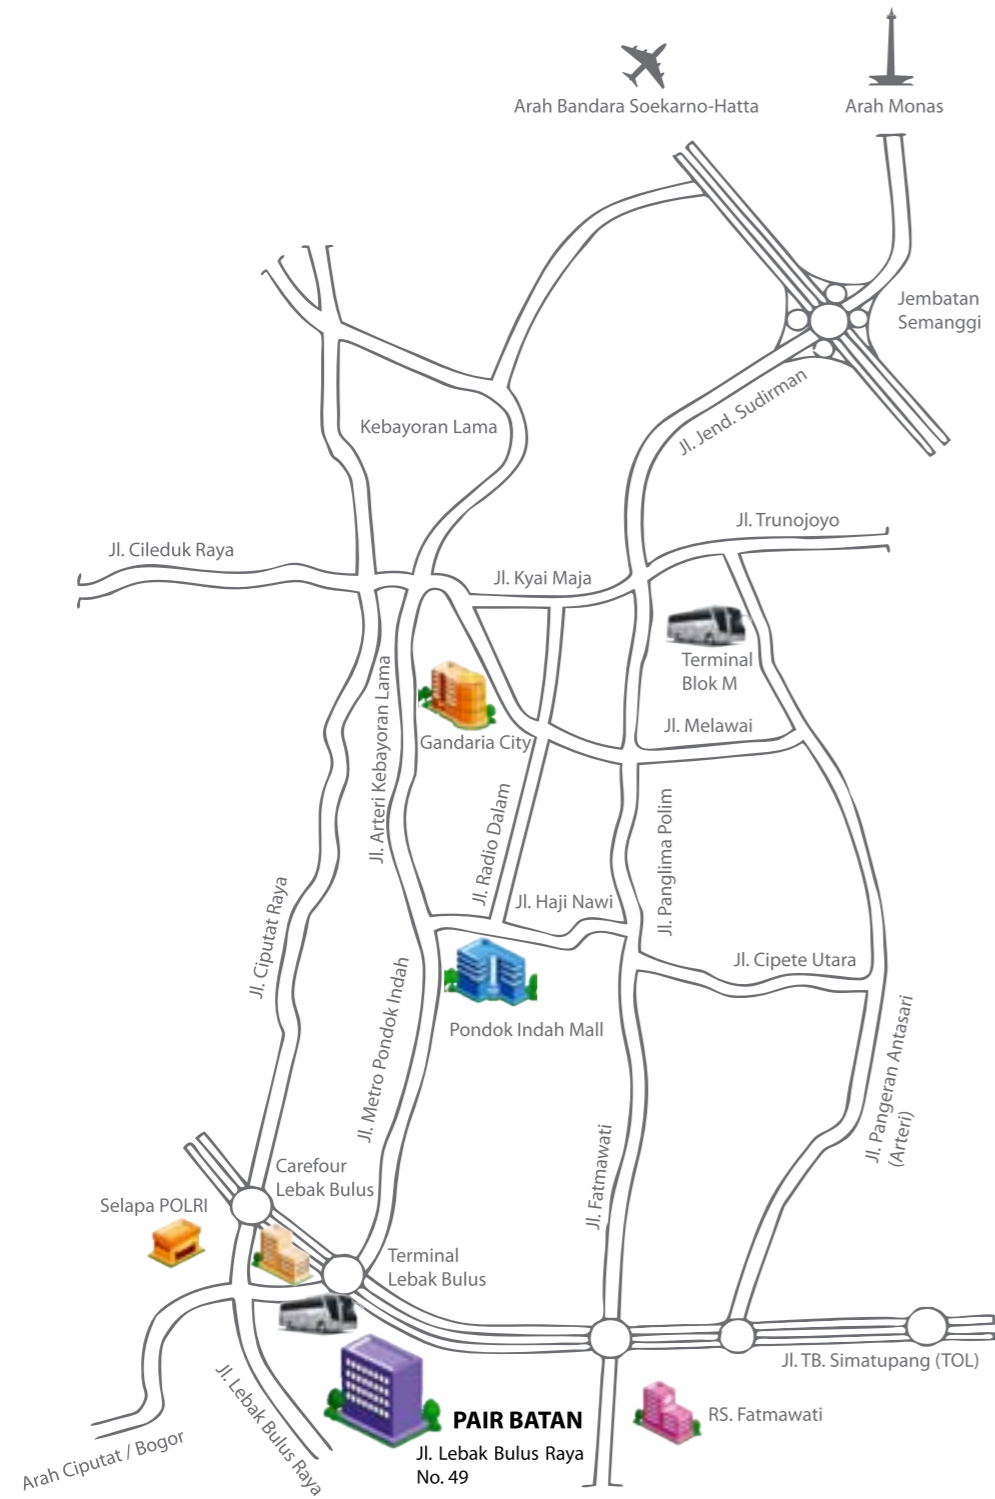 Arah Bandara Soekarno-Hatta
Arah Monas
Jembatan
Semanggi
Jl. Jend. Sudirman
Kebayoran Lama
Jl. Trunojoyo
Jl. Cileduk Raya
Jl. Kyai Maja
Terminal
Blok M
Jl. Arteri Kebayoran Lama
Jl. Melawai
Gandaria City
Jl. Radio Dalam
Jl. Panglima Polim
Jl. Haji Nawi
Jl. Ciputat Raya
Jl. Cipete Utara
Pondok Indah Mall
Jl. Metro Pondok Indah
Jl. Pangeran Antasari
(Arteri)
Jl. Fatmawati
Carefour
Lebak Bulus
Selapa POLRI
Terminal
Lebak Bulus
Jl. TB. Simatupang (TOL)
Jl. Lebak Bulus Raya
Arah Ciputat / Bogor
PAIR BATAN
Jl. Lebak Bulus Raya
No. 49
RS. Fatmawati